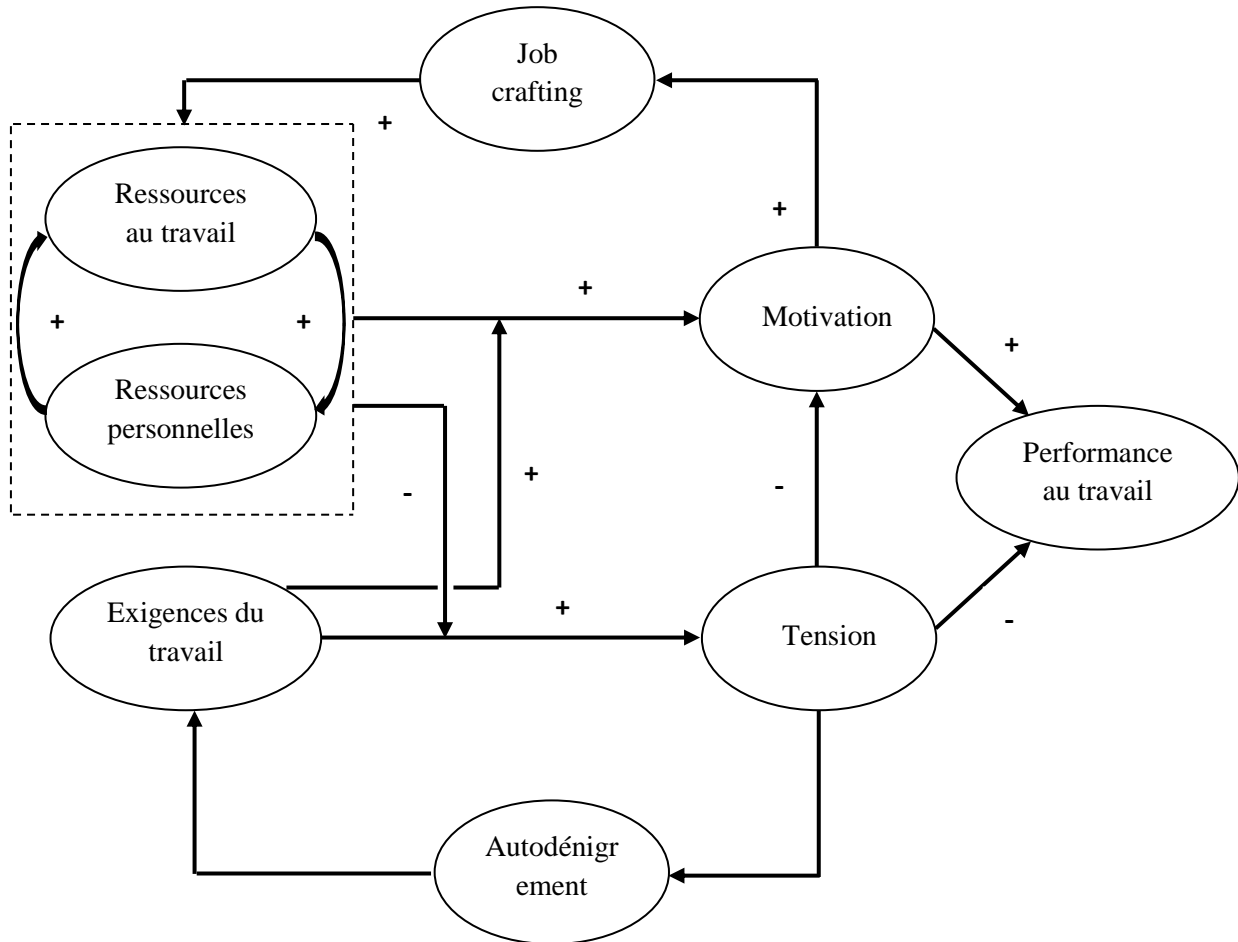 Job
crafting
+
Ressources
au travail
+
+
Motivation
+
+
+
Ressources
personnelles
Performance
au travail
-
+
-
Exigences du
travail
+
Tension
-
Autodénigr
ement